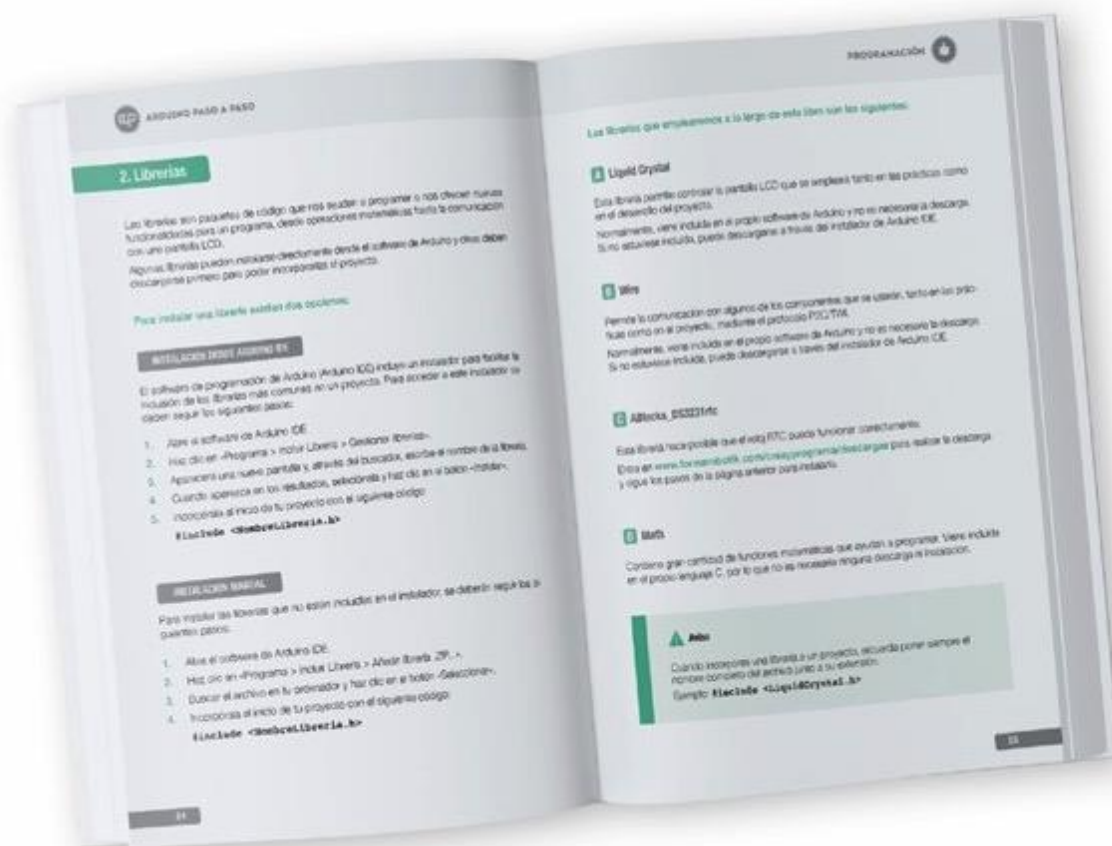 ARDUINO PASO A PASO
2. Librerías
Las librerías son paquetes de código que nos ayudan a programar o nos ofrecen nuevas
funcionalidades para un programa, desde operaciones matemáticas hasta la comunicación
con una pantalla LCD.
Algunas librerías pueden instalarse directamente desde el software de Arduino y otras deben
descargarse primero para poder incorporarlas al proyecto.
Para instalar una librería existen dos opciones:
INSTALACIÓN DESDE ARDUINO IDE
El software de programación de Arduino (Arduino IDE) incluye un instalador para facilitar la
inclusión de las librerías más comunes en un proyecto. Para acceder a este instalador se
deben seguir los siguientes pasos:
1. Abre el software de Arduino IDE.
2. Haz clic en «Programa > Incluir Librería > Gestionar librerías».
3. Aparecerá una nueva pantalla y, através del buscador, escribe el nombre de la librería.
4. Cuando aparezca en los resultados, selecciónala y haz clic en el botón «Instalar».
5. Incorpórala al inicio de tu proyecto con el siguiente código:
#include <NombreLibreria.h>
INSTALACIÓN MANUAL
Para instalar las librerías que no están incluidas en el instalador, se deberán seguir los si-
guientes pasos:
1. Abre el software de Arduino IDE.
2. Haz clic en «Programa > Incluir Librería > Añadir librería .ZIP...».
3. Buscar el archivo en tu ordenador y haz clic en el botón «Seleccionar».
4. Incorpórala al inicio de tu proyecto con el siguiente código:
#include <NombreLibreria.h>
PROGRAMACIÓN
Las librerías que emplearemos a lo largo de este libro son las siguientes:
A Liquid Crystal
Esta librería permite controlar la pantalla LCD que se empleará tanto en las prácticas como
en el desarrollo del proyecto.
Normalmente, viene incluida en el propio software de Arduino y no es necesaria la descarga.
Si no estuviese incluida, puede descargarse a través del instalador de Arduino IDE.
B Wire
Permite la comunicación con algunos de los componentes que se usarán, tanto en las prác-
ticas como en el proyecto, mediante el protocolo
Normalmente, viene incluida en el propio software de Arduino y no es necesaria la descarga.
Si no estuviese incluida, puede descargarse a través del instalador de Arduino IDE.
C DS3231rtc
Esta librería hace posible que el reloj RTC pueda funcionar correctamente.
Entra en para realizar la descarga
y sigue los pasos de la página anterior para instalarlo.
D Math
Contiene gran cantidad de funciones matemáticas que ayudan a programar. Viene incluida
en el propio lenguaje C, por lo que no es necesaria ninguna descarga ni instalación.
Aviso
Cuando incorpores una librería a un proyecto, recuerda poner siempre el
nombre completo del archivo junto a su extensión.
Ejemplo: #include <LiquidCrystal.h>